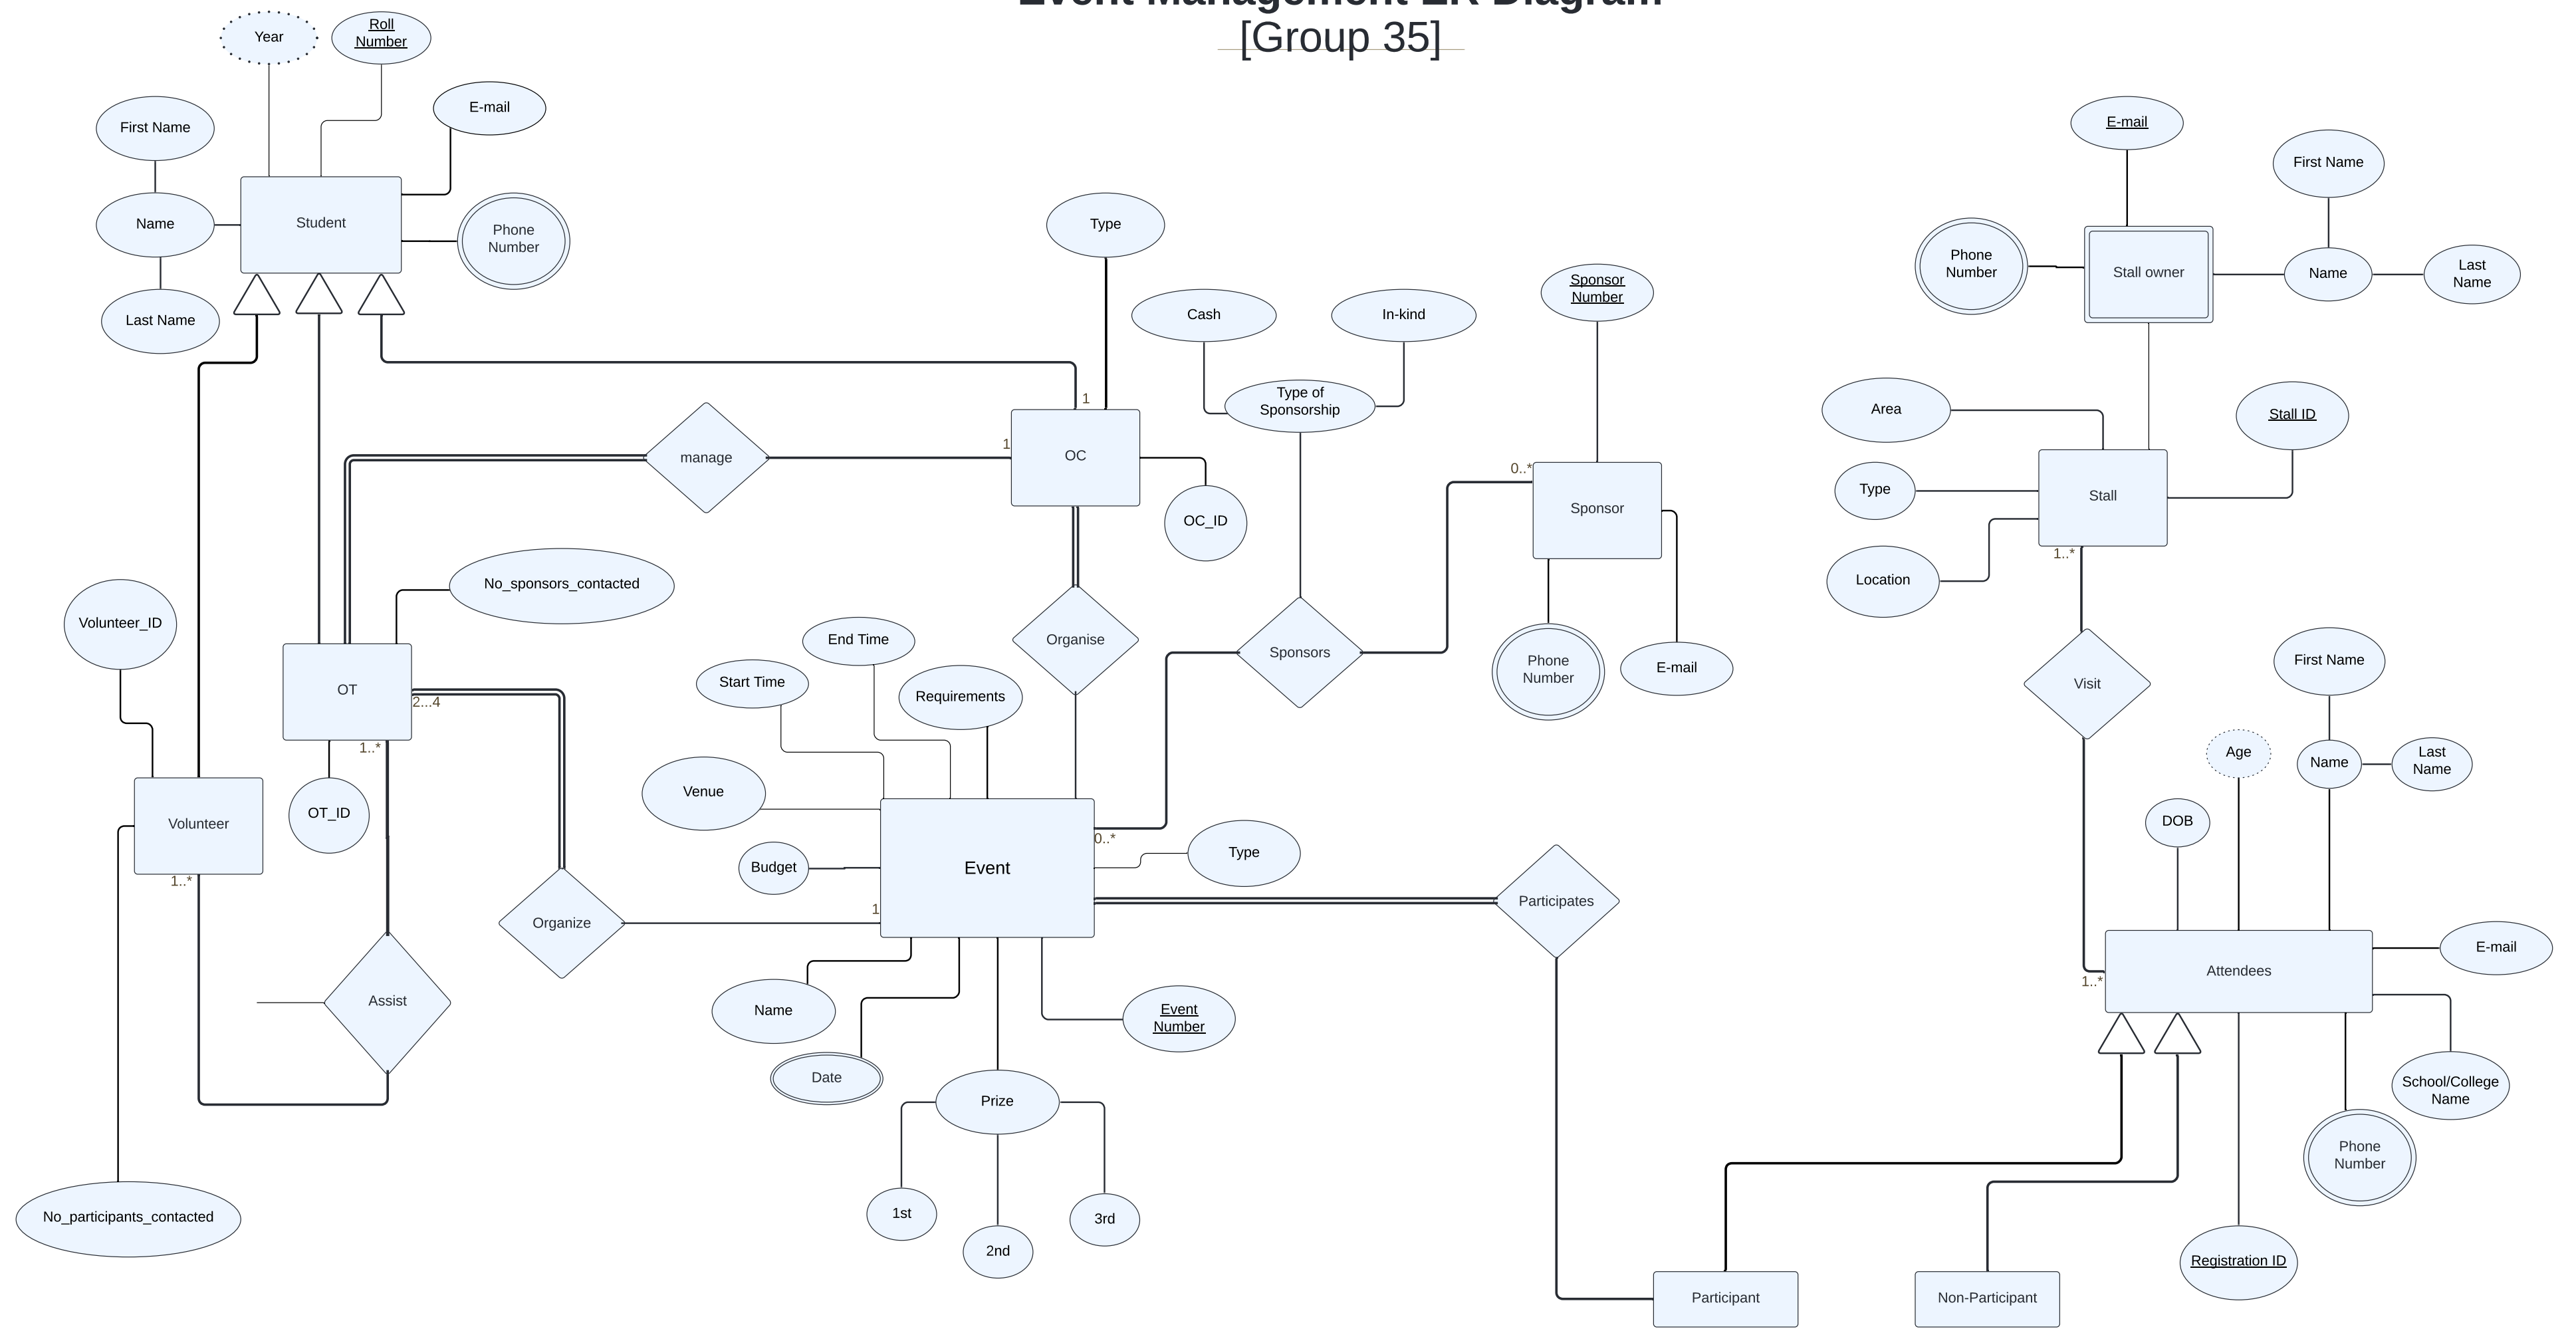 Event Management ER Diagram
[Group 35]
Year
Roll
Number
E-mail
First Name
Name
Student
Phone
Number
Last Name
Type
Cash
In-kind
Type of
Sponsorship
Sponsor
Number
E-mail
First Name
Phone
Number
Stall owner
Name
Last
Name
manage
1
1
OC
OC_ID
0..*
Sponsor
Area
Type
Stall
Stall ID
Location
1..*
No_sponsors_contacted
Volunteer_ID
OT
2...4
1..*
OT_ID
Organise
Sponsors
Phone
Number
E-mail
Visit
End Time
Start Time
Requirements
Venue
Budget
Event
0..*
Type
1
Volunteer
1..*
Organize
Participates
First Name
Age
Name
Last
Name
DOB
1..*
Attendees
E-mail
Assist
Name
Date
Event
Number
Prize
1st
2nd
3rd
School/College
Name
Phone
Number
Registration ID
No_participants_contacted
Participant
Non-Participant